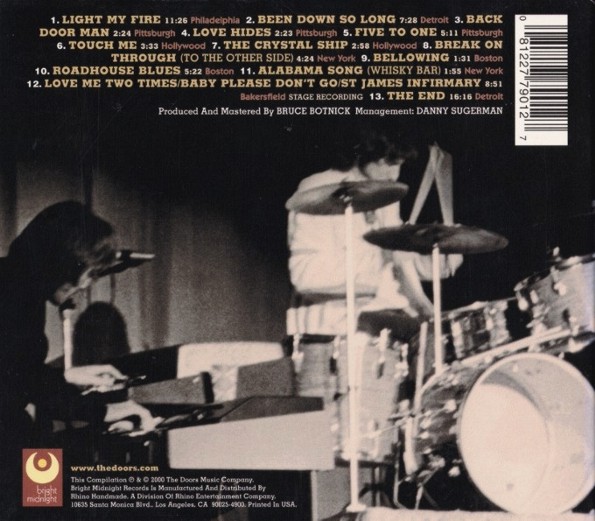 1. LIGHT MY FIRE 11:26 Philadelphia 2. BEEN DOWN SO LONG 7:28 Detroit 3. BACK
DOOR MAN 2:24 Pittsburgh 4. LOVE HIDES 2:23 Pittsburgh 5. FIVE TO ONE 5:11 Pittsburgh
6. TOUCH ME 3:33 Hollywood 7. THE CRYSTAL SHIP 2:58 Hollywood 8. BREAK ON
THROUGH (TO THE OTHER SIDE) 4:24 New York 9. BELLOWING 1:31 Boston
10. ROADHOUSE BLUES 5:22 Boston 11. ALABAMA SONG (WHISKY BAR) 1:55 New York
12. LOVE ME TWO TIMES/BABY PLEASE DON'T GO/ST JAMES INFIRMARY 8:51
Bakersfield STAGE RECORDING 13. THE END 16:16 Detroit
Produced And Mastered By BRUCE BOTNICK Management: DANNY SUGERMAN
0 81227 79012 7
www.thedoors.com
This Compilation ℗ & © 2000 The Doors Music Company.
Bright Midnight Records Is Manufactured And Distributed By
Rhino Handmade. A Division Of Rhino Entertainment Company,
10635 Santa Monica Blvd. Los Angeles, CA 90025-4900. Printed In USA.
bright
midnight